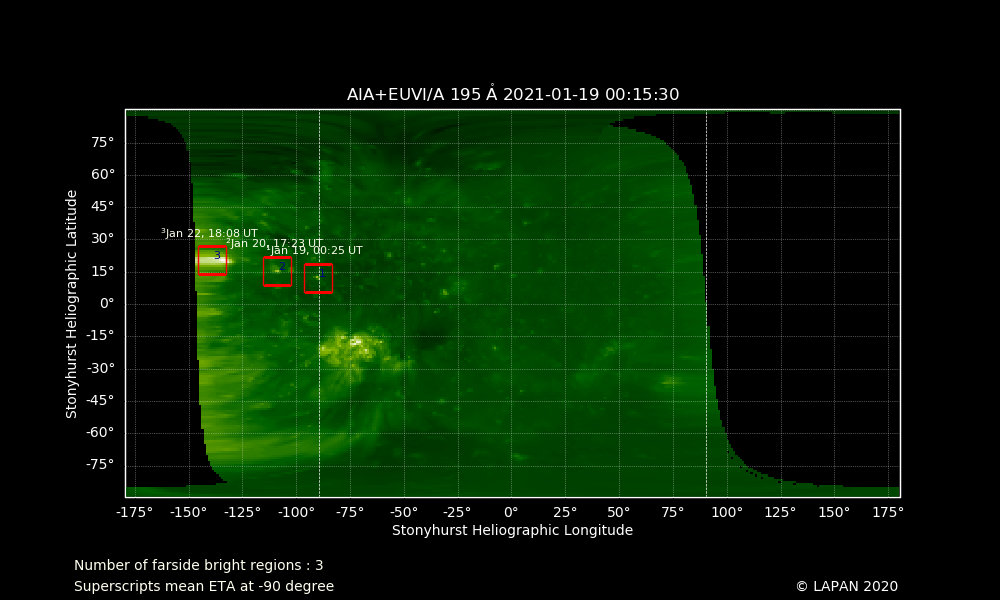 AIA+EUVI/A 195 Å 2021-01-19 00:15:30
Stonyhurst Heliographic Latitude
75°
60°
45°
30°
15°
0°
-15°
-30°
-45°
-60°
-75°
³Jan 22, 18:08 UT
²Jan 20, 17:23 UT
¹Jan 19, 00:25 UT
3
2
1
-175° -150° -125° -100° -75° -50° -25° 0° 25° 50° 75° 100° 125° 150° 175°
Stonyhurst Heliographic Longitude
Number of farside bright regions : 3
Superscripts mean ETA at -90 degree
© LAPAN 2020